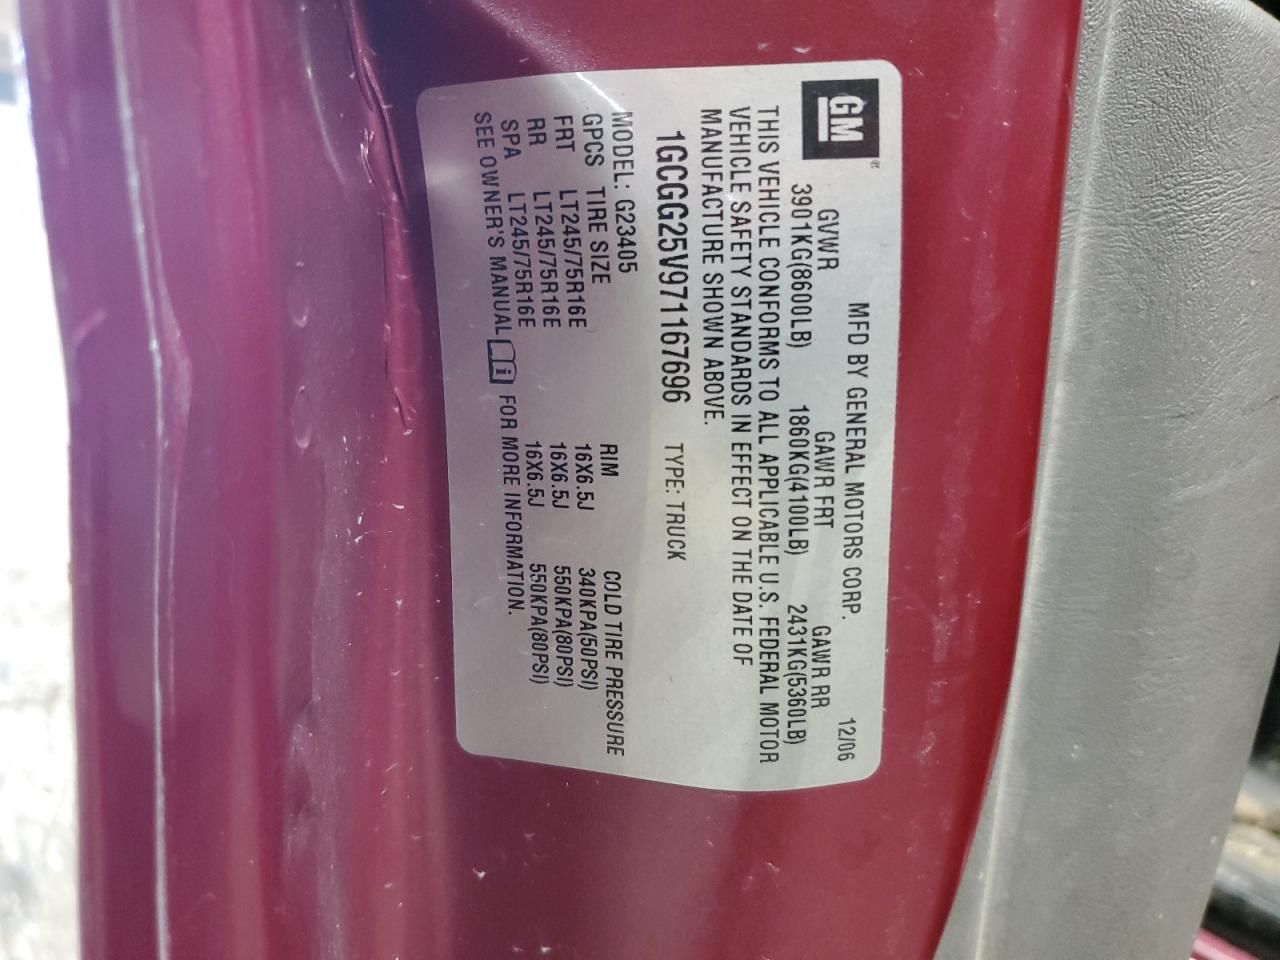 GM® MFD BY GENERAL MOTORS CORP. 12/06
GVWR GAWR FRT GAWR RR
3901KG(8600LB) 1860KG(4100LB) 2431KG(5360LB)
THIS VEHICLE CONFORMS TO ALL APPLICABLE U.S. FEDERAL MOTOR
VEHICLE SAFETY STANDARDS IN EFFECT ON THE DATE OF
MANUFACTURE SHOWN ABOVE.
1GCGG25V971167696 TYPE: TRUCK
MODEL: G23405
GPCS TIRE SIZE RIM COLD TIRE PRESSURE
FRT LT245/75R16E 16X6.5J 340KPA(50PSI)
RR LT245/75R16E 16X6.5J 550KPA(80PSI)
SPA LT245/75R16E 16X6.5J 550KPA(80PSI)
SEE OWNER'S MANUAL i FOR MORE INFORMATION.